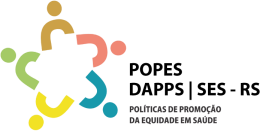 POPES
DAPPS | SES - RS
POLÍTICAS DE PROMOÇÃO
DA EQUIDADE EM SAÚDE